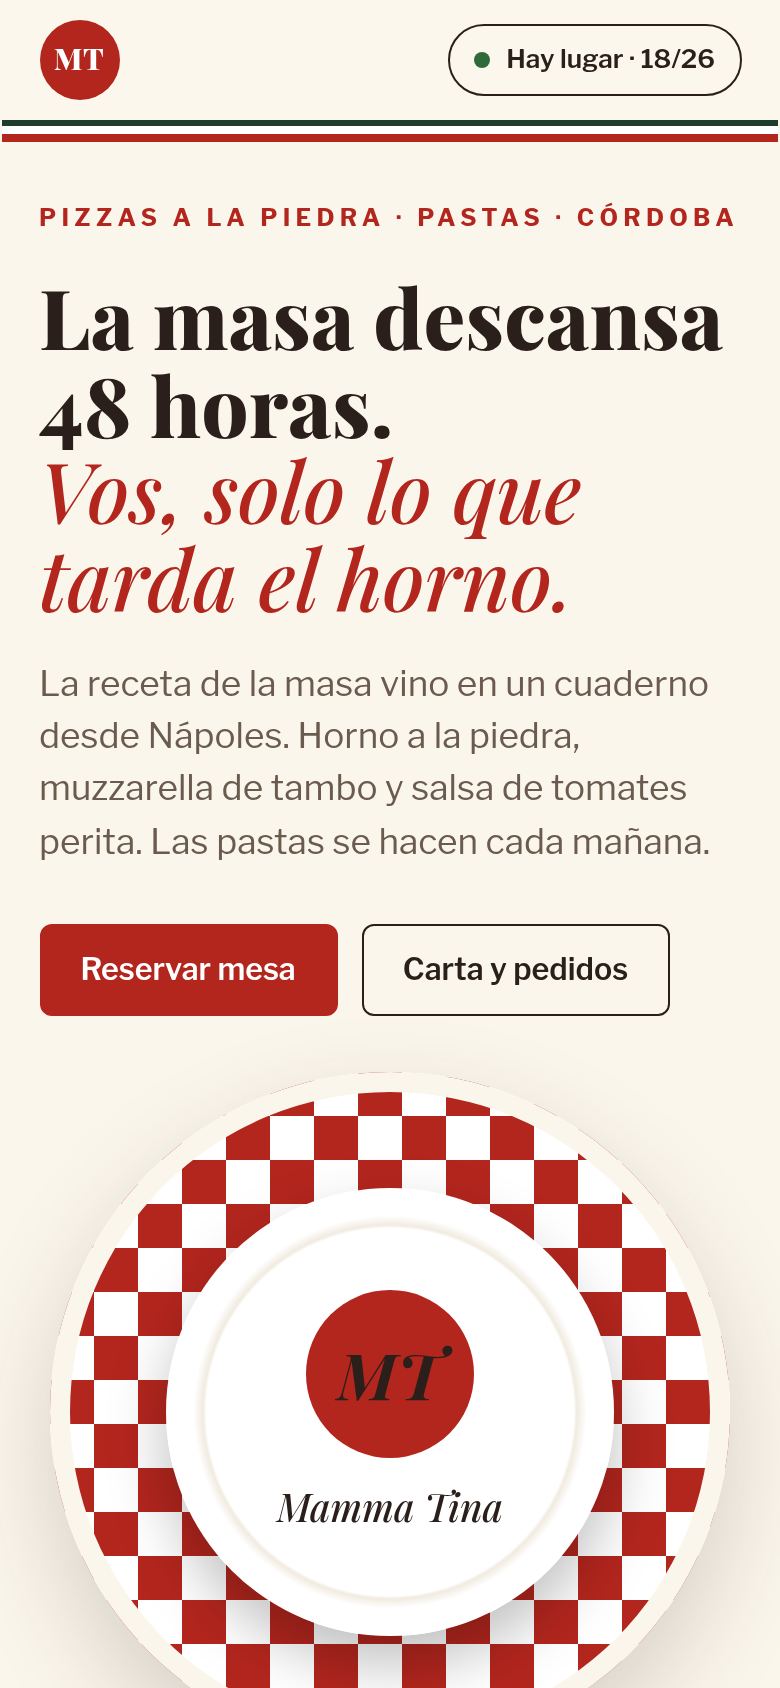 MT
Hay lugar · 18/26
PIZZAS A LA PIEDRA · PASTAS · CÓRDOBA
La masa descansa
48 horas.
Vos, solo lo que
tarda el horno.
La receta de la masa vino en un cuaderno
desde Nápoles. Horno a la piedra,
muzzarella de tambo y salsa de tomates
perita. Las pastas se hacen cada mañana.
Reservar mesa
Carta y pedidos
MT
Mamma Tina